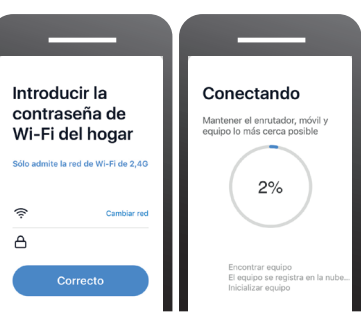 Introducir la
contraseña de
Wi-Fi del hogar
Sólo admite la red de Wi-Fi de 2,4G
Cambiar red
Correcto
Conectando
Mantener el enrutador, móvil y
equipo lo más cerca posible
2%
Encontrar equipo
El equipo se registra en la nube...
Inicializar equipo